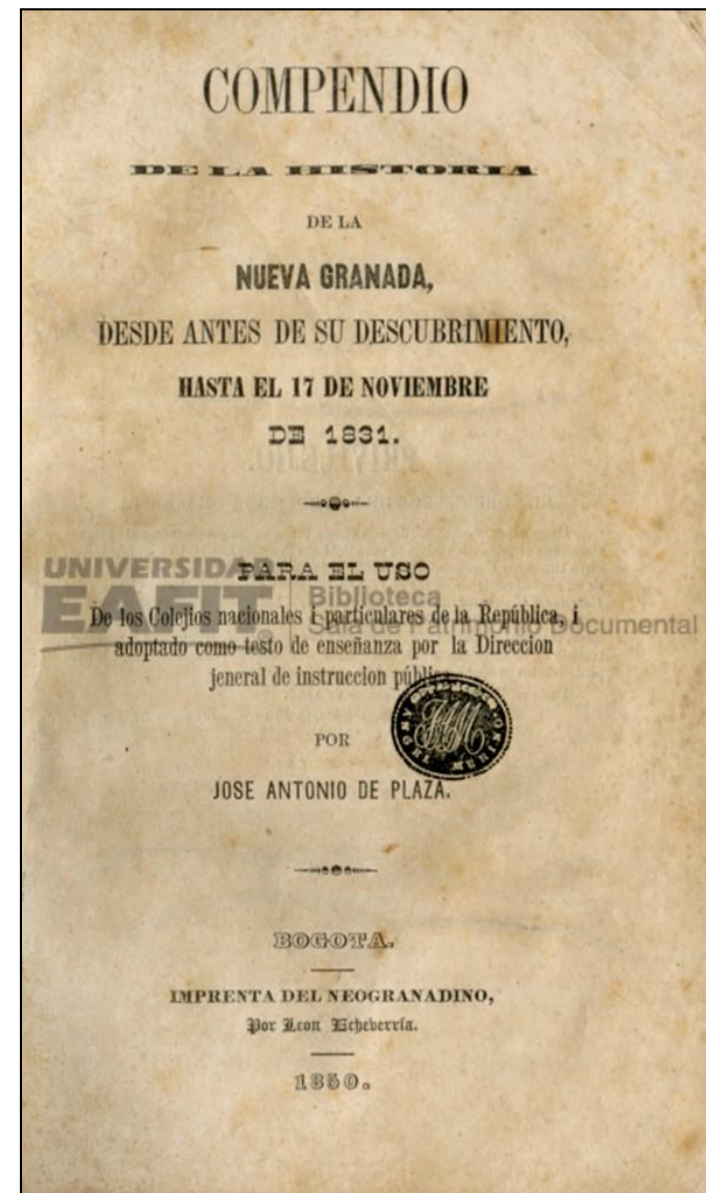 COMPENDIO
DE LA HISTORIA
DE LA
NUEVA GRANADA,
DESDE ANTES DE SU DESCUBRIMIENTO,
HASTA EL 17 DE NOVIEMBRE
DE 1831.
PARA EL USO
De los Colejios nacionales i particulares de la República, i
adoptado como testo de enseñanza por la Direccion
jeneral de instruccion pública
POR
JOSE ANTONIO DE PLAZA.
BOGOTA.
IMPRENTA DEL NEOGRANADINO,
Por Leon Echeverría.
1850.
UNIVERSIDAD
EAFIT
Biblioteca
Sala de Patrimonio Documental